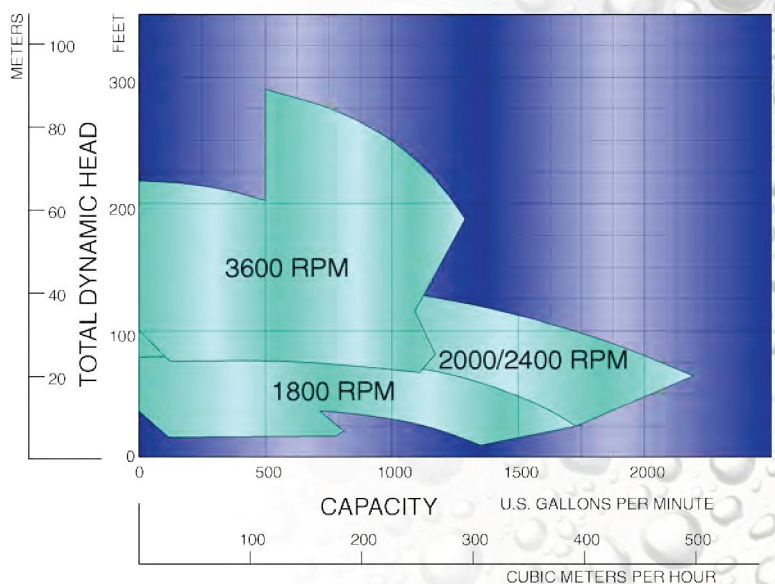 METERS
100
80
60
40
20
TOTAL DYNAMIC HEAD
FEET
300
200
100
0
3600 RPM
2000/2400 RPM
1800 RPM
0 500 1000 1500 2000
CAPACITY U.S. GALLONS PER MINUTE
100 200 300 400 500
CUBIC METERS PER HOUR